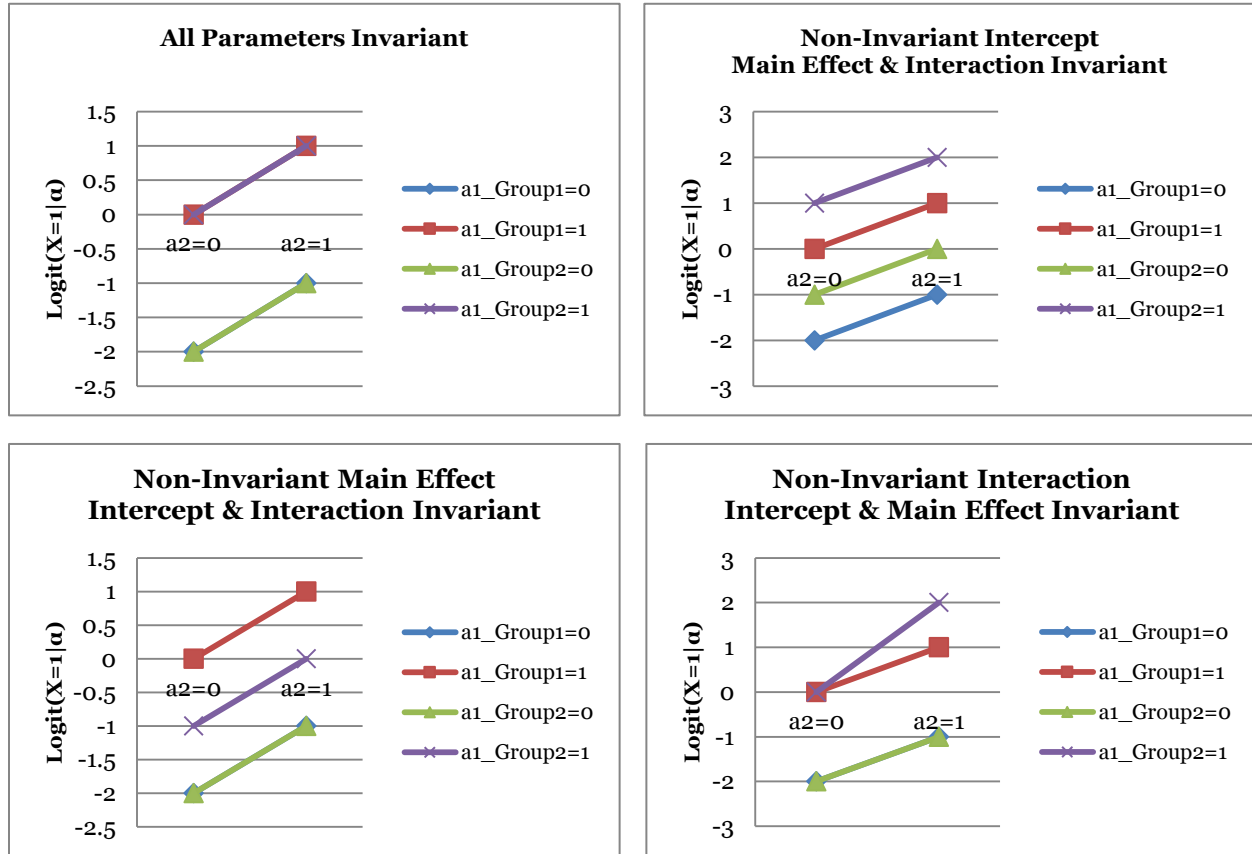 All Parameters Invariant
Logit(X=1|α)
1.5
1
0.5
0
-0.5
-1
-1.5
-2
-2.5
a2=0
a2=1
a1_Group1=0
a1_Group1=1
a1_Group2=0
a1_Group2=1
Non-Invariant Intercept
Main Effect & Interaction Invariant
Logit(X=1|α)
3
2
1
0
-1
-2
-3
a2=0
a2=1
a1_Group1=0
a1_Group1=1
a1_Group2=0
a1_Group2=1
Non-Invariant Main Effect
Intercept & Interaction Invariant
Logit(X=1|α)
1.5
1
0.5
0
-0.5
-1
-1.5
-2
-2.5
a2=0
a2=1
a1_Group1=0
a1_Group1=1
a1_Group2=0
a1_Group2=1
Non-Invariant Interaction
Intercept & Main Effect Invariant
Logit(X=1|α)
3
2
1
0
-1
-2
-3
a2=0
a2=1
a1_Group1=0
a1_Group1=1
a1_Group2=0
a1_Group2=1